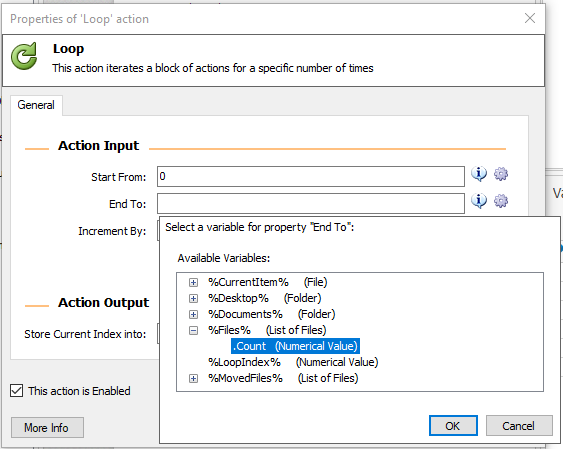 Properties of 'Loop' action
Loop
This action iterates a block of actions for a specific number of times
General
Action Input
Start From:
0
End To:
Increment By:
Select a variable for property "End To":
Available Variables:
%CurrentItem% (File)
%Desktop% (Folder)
%Documents% (Folder)
%Files% (List of Files)
.Count (Numerical Value)
%LoopIndex% (Numerical Value)
%MovedFiles% (List of Files)
Action Output
Store Current Index into:
This action is Enabled
More Info
OK
Cancel
Va